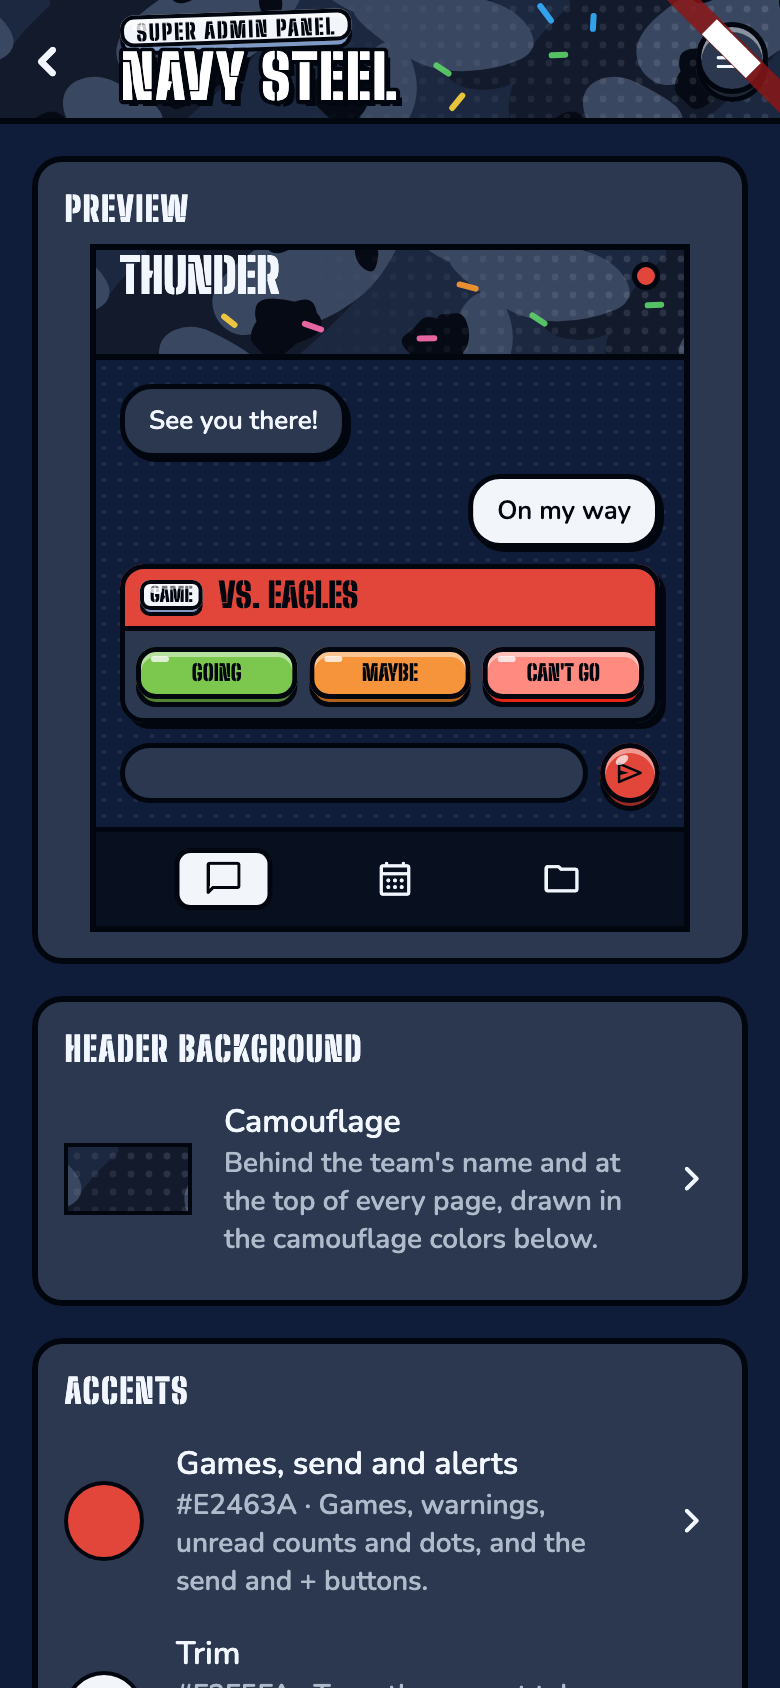 SUPER ADMIN PANEL
NAVY STEEL
PREVIEW
THUNDER
See you there!
On my way
GAME VS. EAGLES
GOING MAYBE CAN'T GO
HEADER BACKGROUND
Camouflage
Behind the team's name and at
the top of every page, drawn in
the camouflage colors below.
ACCENTS
Games, send and alerts
#E2463A · Games, warnings,
unread counts and dots, and the
send and + buttons.
Trim